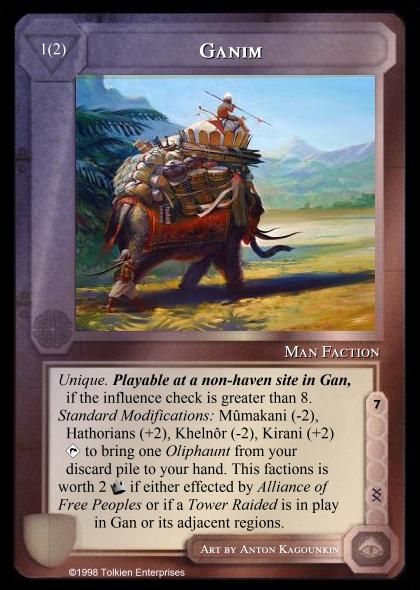 1(2)
GANIM
MAN FACTION
Unique. Playable at a non-haven site in Gan,
if the influence check is greater than 8.
Standard Modifications: Mûmakani (-2),
Hathorians (+2), Khelnôr (-2), Kirani (+2)
to bring one Oliphaunt from your
discard pile to your hand. This factions is
worth 2 if either effected by Alliance of
Free Peoples or if a Tower Raided is in play
in Gan or its adjacent regions.
7
ART BY ANTON KAGOUNKIN
©1998 Tolkien Enterprises